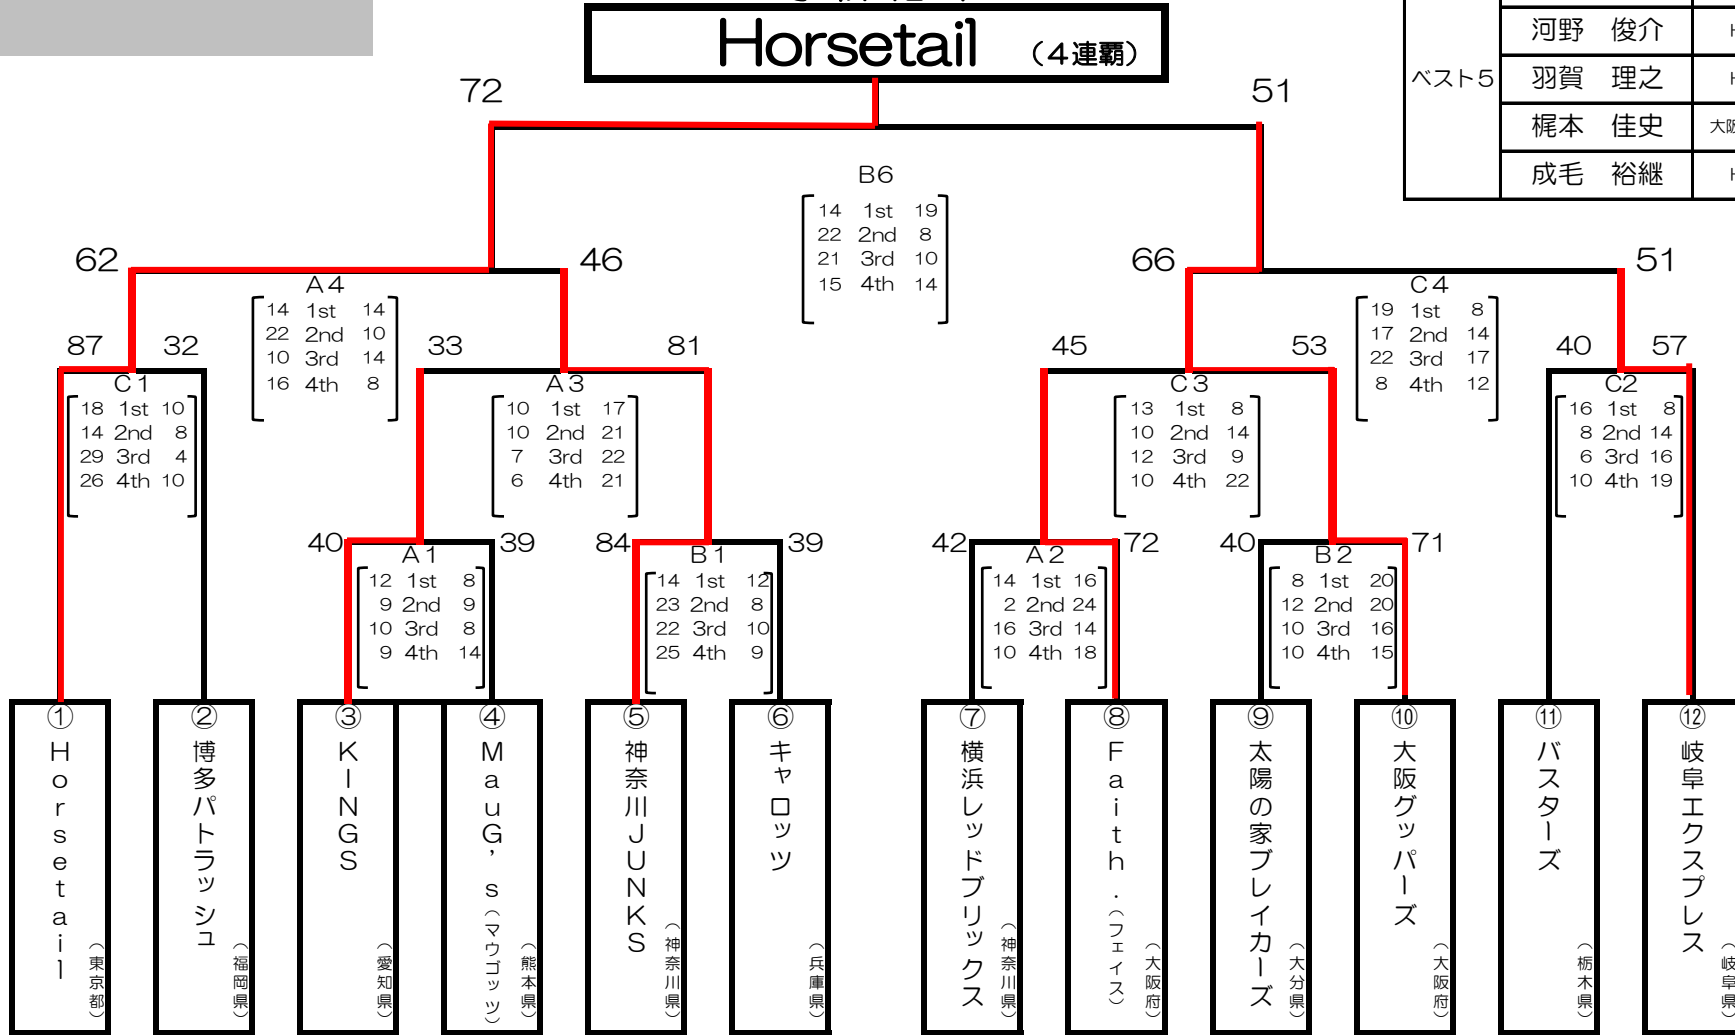 Horsetail （4連覇）
河野　俊介
ベスト5
羽賀　理之
梶本　佳史
大阪
成毛　裕継
72
51
B6
14 1st 19
22 2nd 8
21 3rd 10
15 4th 14
62
46
66
51
A4
14 1st 14
22 2nd 10
10 3rd 14
16 4th 8
C4
19 1st 8
17 2nd 14
22 3rd 17
8 4th 12
87
32
33
81
45
53
40
57
C1
18 1st 10
14 2nd 8
29 3rd 4
26 4th 10
A3
10 1st 17
10 2nd 21
7 3rd 22
6 4th 21
C3
13 1st 8
10 2nd 14
12 3rd 9
10 4th 22
C2
16 1st 8
8 2nd 14
6 3rd 16
10 4th 19
40
39
84
39
42
72
40
71
A1
12 1st 8
9 2nd 9
10 3rd 8
9 4th 14
B1
14 1st 12
23 2nd 8
22 3rd 10
25 4th 9
A2
14 1st 16
2 2nd 24
16 3rd 14
10 4th 18
B2
8 1st 20
12 2nd 20
10 3rd 16
10 4th 15
①
Horsetail
（東京都）
②
博多パトラッシュ
（福岡県）
③
KINGS
（愛知県）
④
MauG’s（マウゴッツ）
（熊本県）
⑤
神奈川JUNKS
（神奈川県）
⑥
キャロッツ
（兵庫県）
⑦
横浜レッドブリックス
（神奈川県）
⑧
Faith．（フェイス）
（大阪府）
⑨
太陽の家ブレイカーズ
（大分県）
⑩
大阪グッパーズ
（大阪府）
⑪
バスターズ
（栃木県）
⑫
岐阜エクスプレス
（岐阜県）